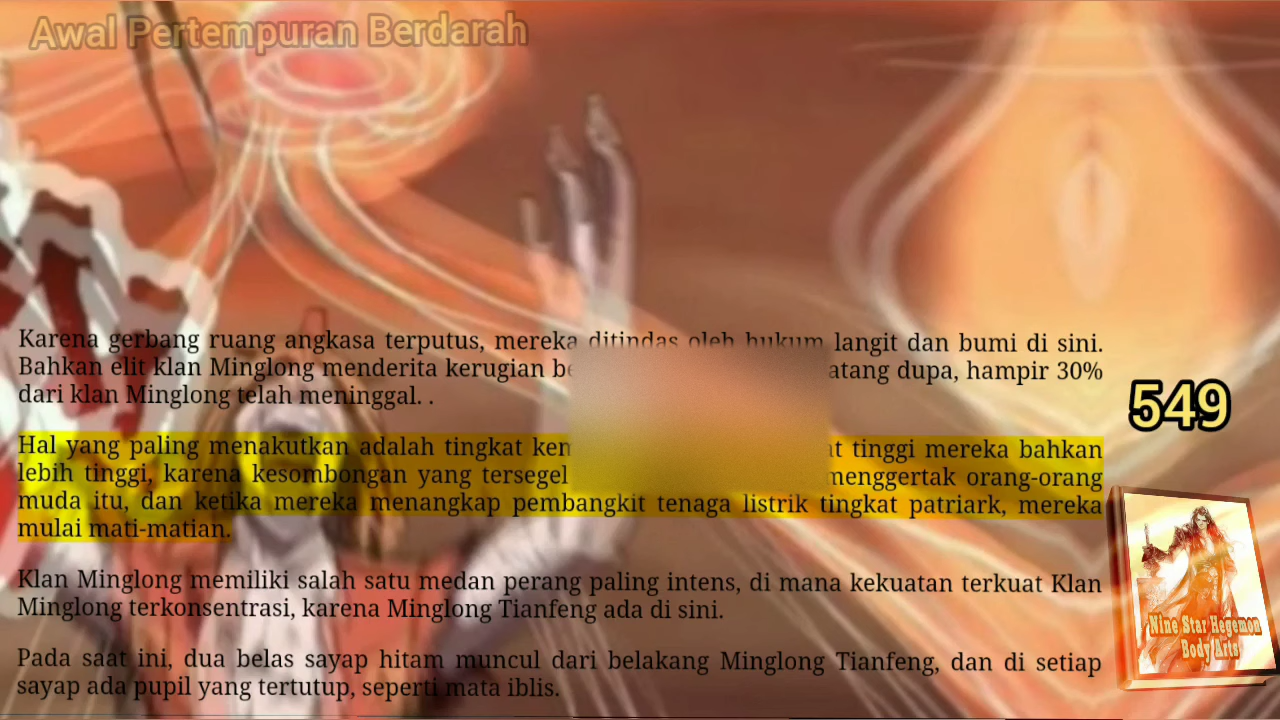 Awal Pertempuran Berdarah
Karena gerbang ruang angkasa terputus, mereka ditindas oleh hukum langit dan bumi di sini.
Bahkan elit klan Minglong menderita kerugian dupa, hampir 30%
dari klan Minglong telah meninggal. .
Hal yang paling menakutkan adalah tingkat tinggi mereka bahkan
lebih tinggi, karena kesombongan yang tersegel menggertak orang-orang
muda itu, dan ketika mereka menangkap pembangkit tenaga listrik tingkat patriark, mereka
mulai mati-matian.
Klan Minglong memiliki salah satu medan perang paling intens, di mana kekuatan terkuat Klan
Minglong terkonsentrasi, karena Minglong Tianfeng ada di sini.
Pada saat ini, dua belas sayap hitam muncul dari belakang Minglong Tianfeng, dan di setiap
sayap ada pupil yang tertutup, seperti mata iblis.
549
Nine Star Hegemon
Body Arts